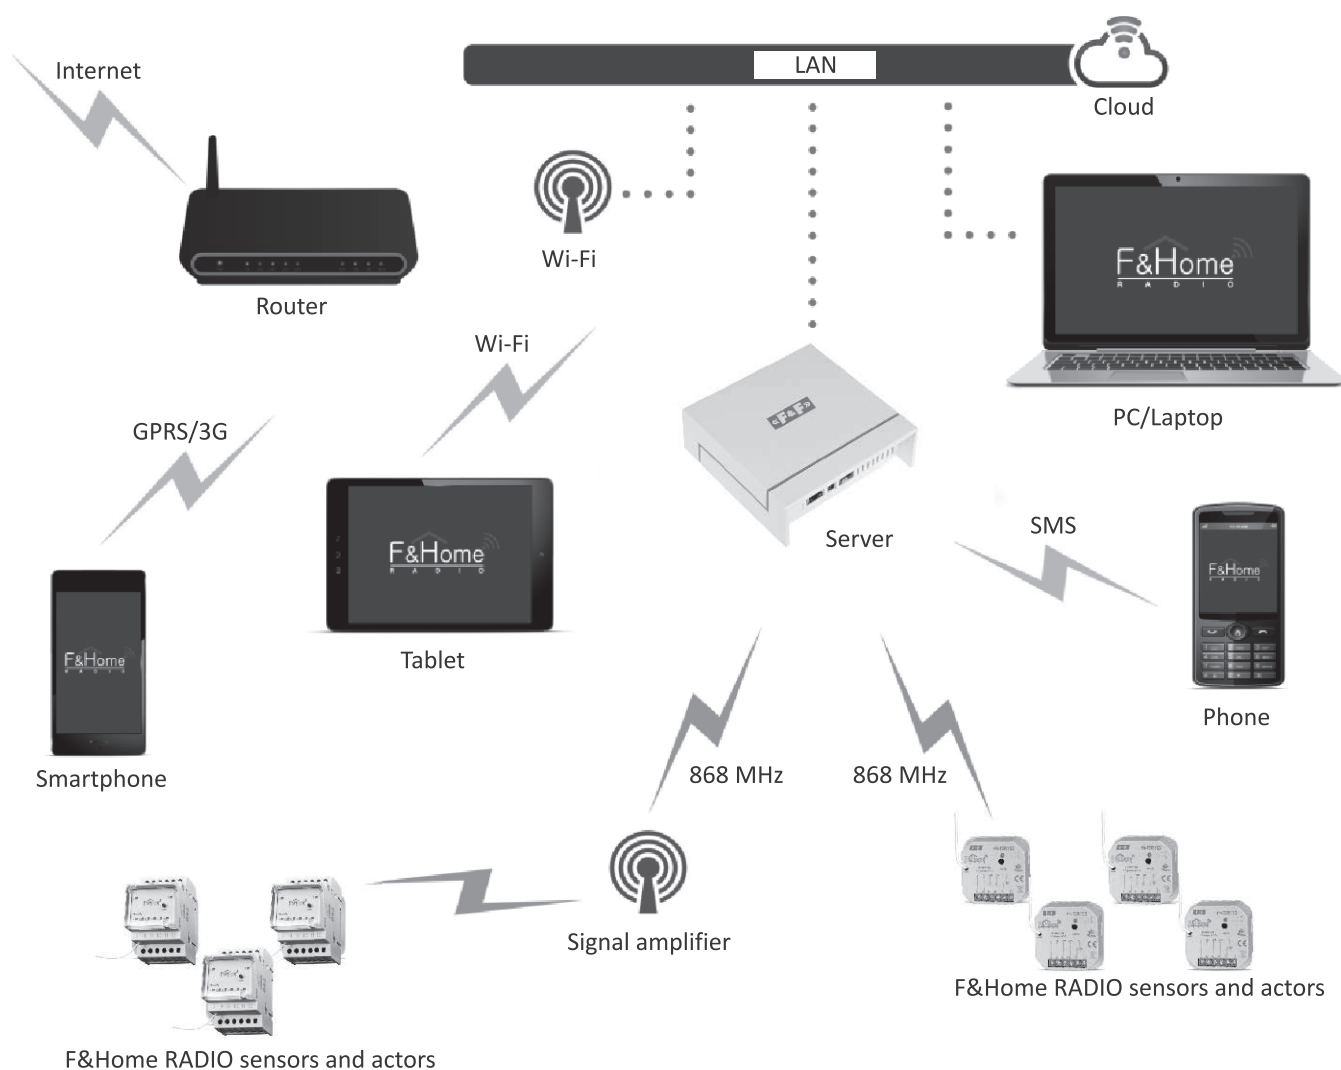 Internet
LAN
Cloud
Wi-Fi
Router
F&Home
RADIO
PC/Laptop
Wi-Fi
GPRS/3G
F&F
Server
SMS
F&Home
RADIO
Tablet
F&Home
RADIO
Phone
F&Home
RADIO
Smartphone
868 MHz
868 MHz
Signal amplifier
F&Home RADIO sensors and actors
F&Home RADIO sensors and actors